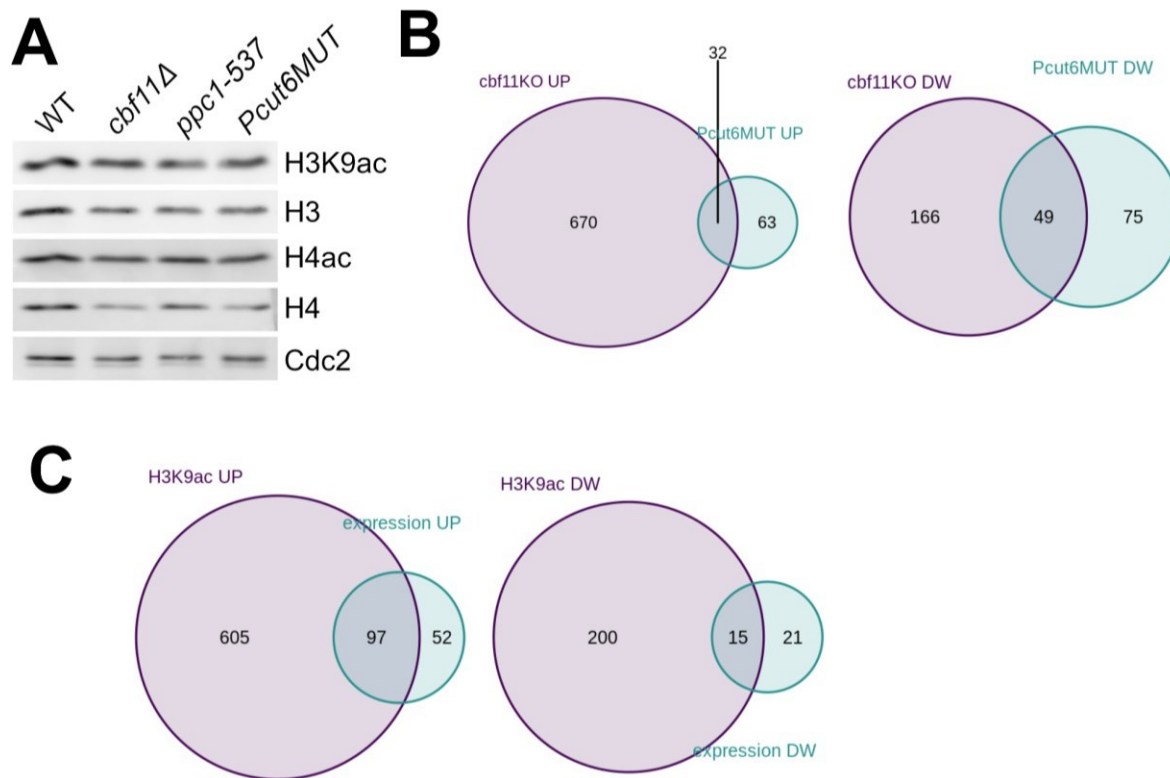 A
WT
cbf11Δ
ppc1-537
Pcut6MUT
H3K9ac
H3
H4ac
H4
Cdc2
B
32
cbf11KO UP
Pcut6MUT UP
670
63
cbf11KO DW
Pcut6MUT DW
166
49
75
C
H3K9ac UP
expression UP
605
97
52
H3K9ac DW
200
15
21
expression DW